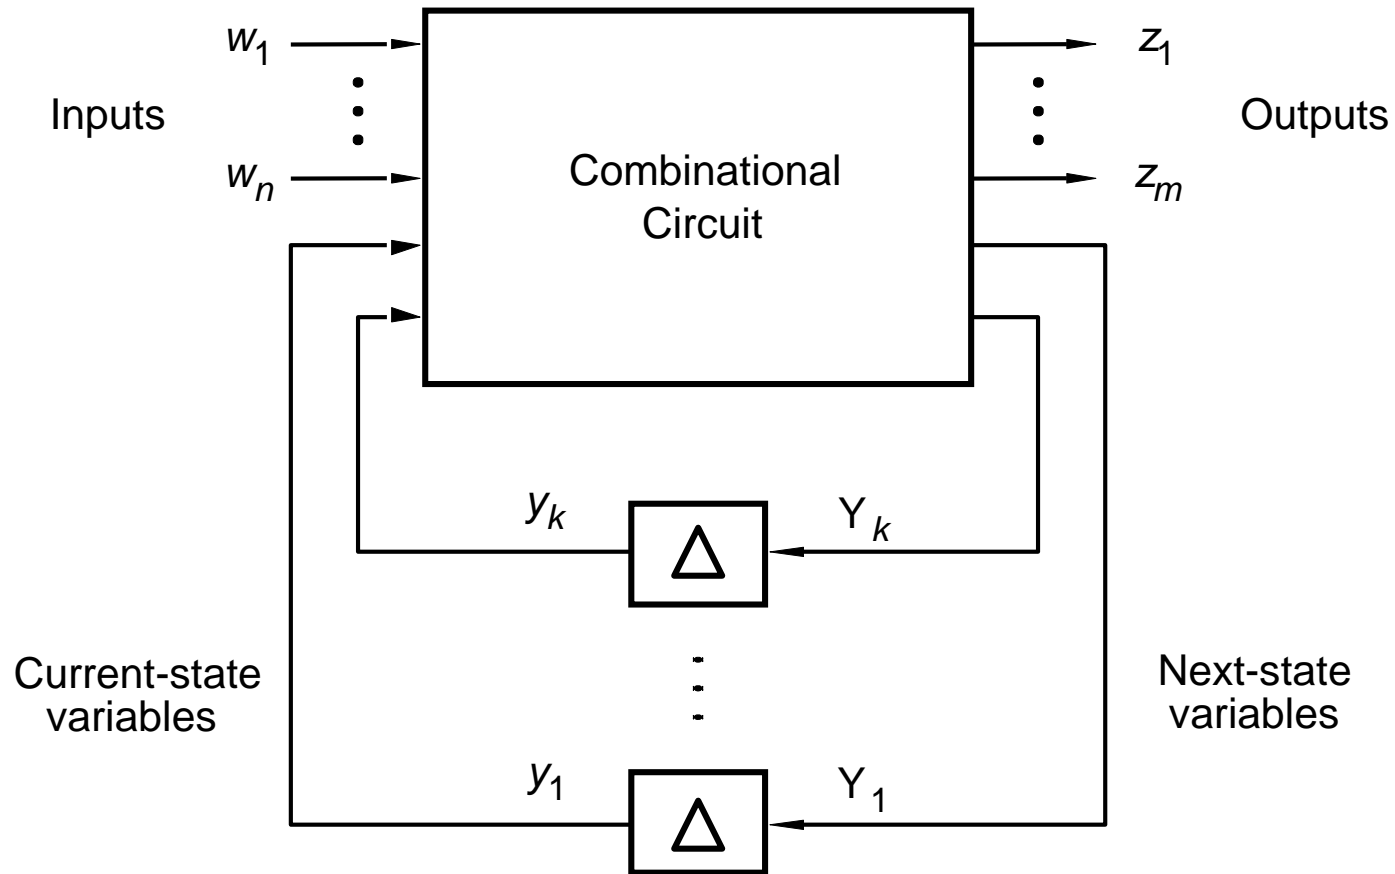 w1
z1
Inputs
Outputs
wn
Combinational
Circuit
zm
yk
Δ
Yk
Current-state
variables
Next-state
variables
y1
Δ
Y1